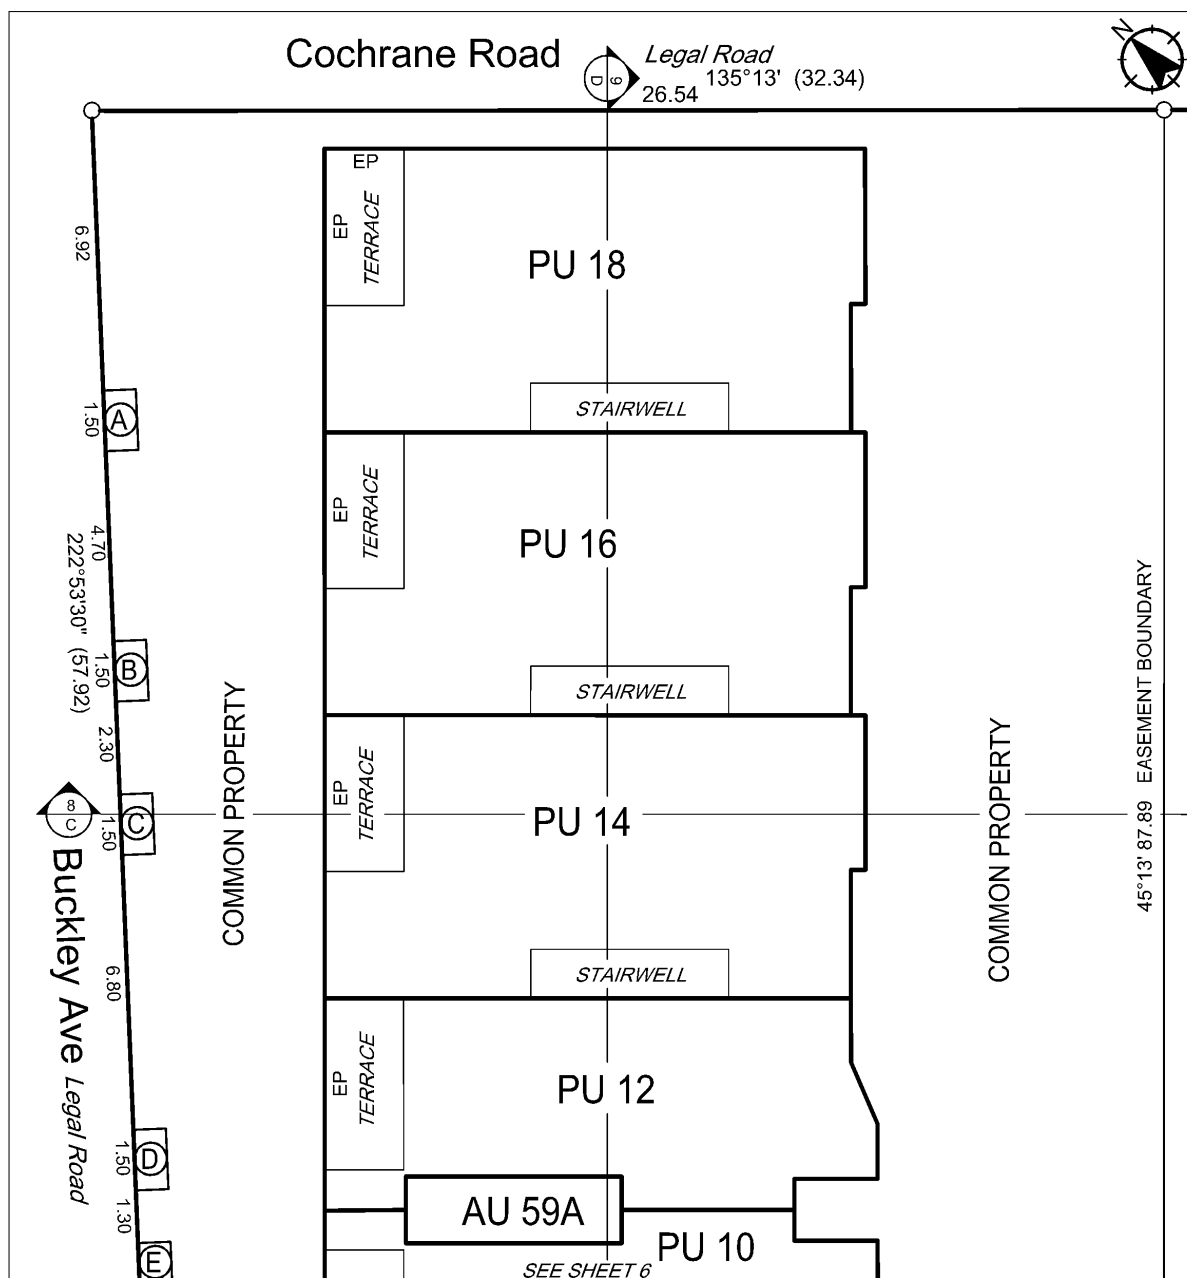 Cochrane Road
9
D
Legal Road
135°13' (32.34)
26.54
N
EP
EP
TERRACE
PU 18
6.92
STAIRWELL
1.50
A
EP
TERRACE
PU 16
4.70
222°53'30" (57.92)
1.50
B
STAIRWELL
2.30
COMMON PROPERTY
EP
TERRACE
PU 14
8
C
1.50
C
COMMON PROPERTY
45°13' 87.89 EASEMENT BOUNDARY
Buckley Ave Legal Road
6.80
STAIRWELL
EP
TERRACE
PU 12
1.50
D
1.30
AU 59A
PU 10
E
SEE SHEET 6